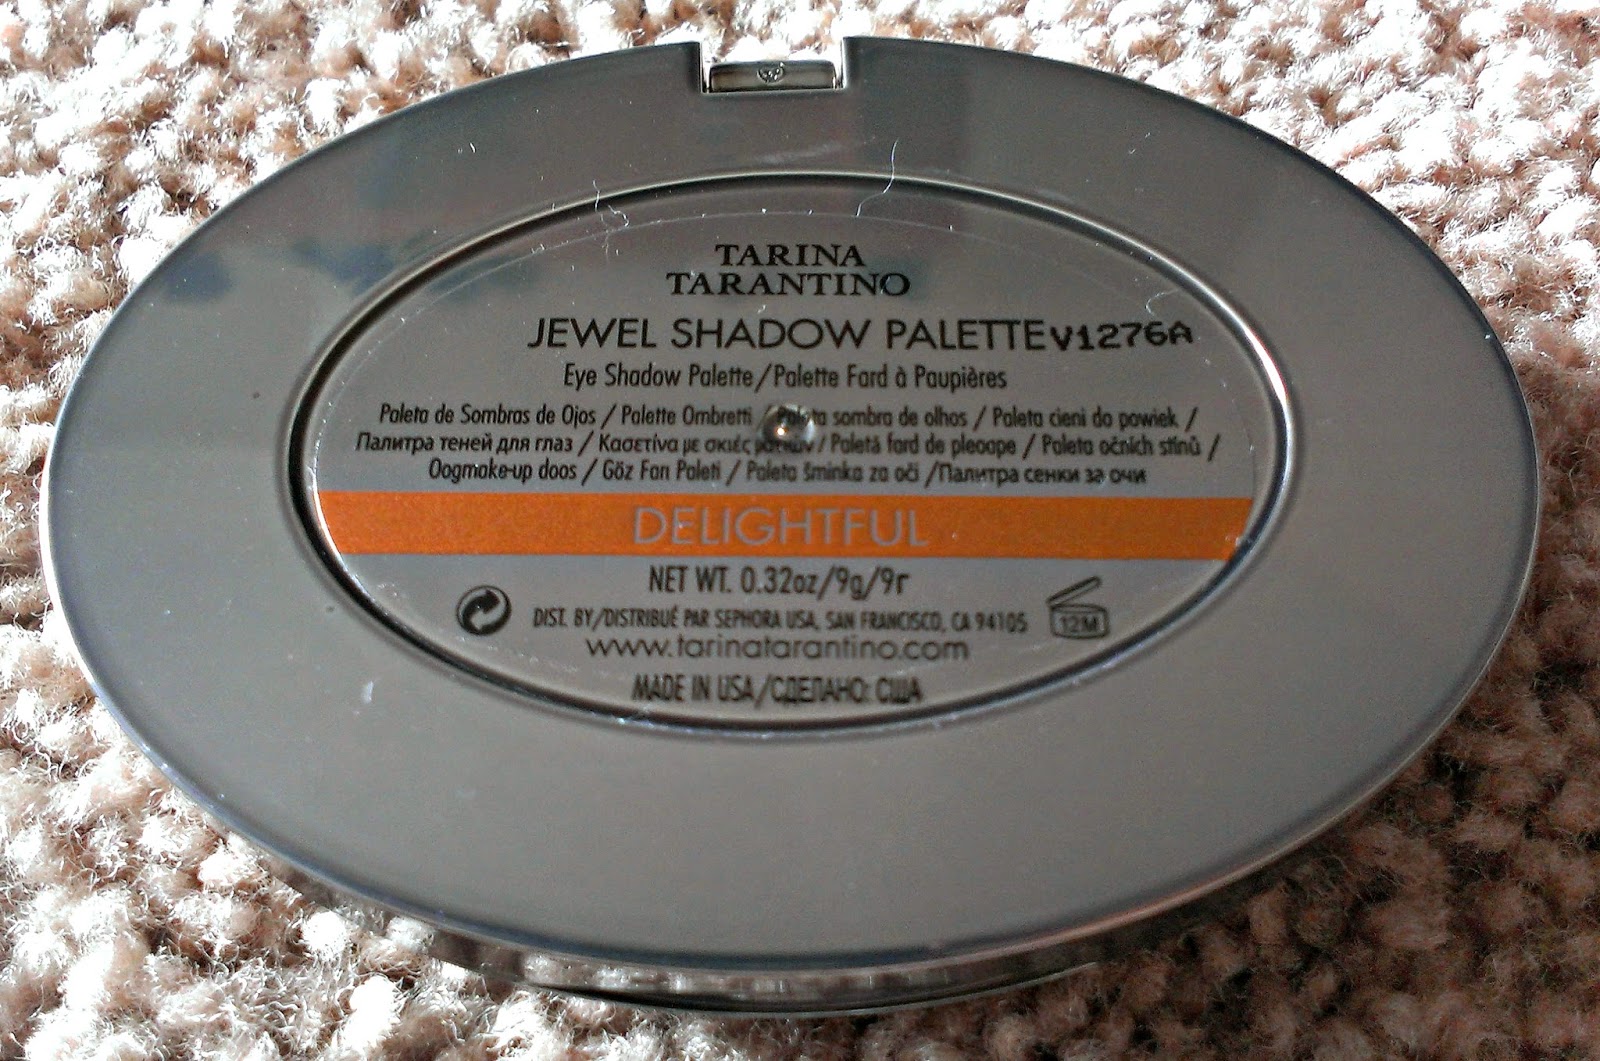 TARINA
TARANTINO
JEWEL SHADOW PALETTE V1276A
Eye Shadow Palette/Palette Fard à Paupières
Paleta de Sombras de Ojos / Palette Ombretti / Paleta sombra de olhos / Paleta cieni do powiek /
Палитра теней для глаз / Κασετίνα με σκιές ματιών / Paletă fard de pleoape / Paleta očních stínů /
Oogmake-up doos / Göz Farı Paleti / Paleta šminka za oči /Палитра сенки за очи
DELIGHTFUL
NET WT. 0.32oz/9g/9г
DIST. BY/DISTRIBUÉ PAR SEPHORA USA, SAN FRANCISCO, CA 94105
12M
www.tarinatarantino.com
MADE IN USA/СДЕЛАНО: США